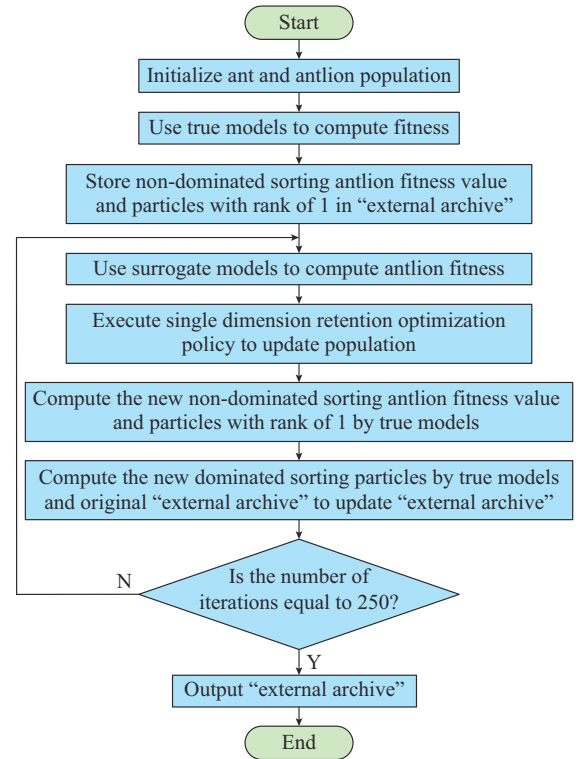 Start
Initialize ant and antlion population
Use true models to compute fitness
Store non-dominated sorting antlion fitness value
and particles with rank of 1 in “external archive”
Use surrogate models to compute antlion fitness
Execute single dimension retention optimization
policy to update population
Compute the new non-dominated sorting antlion fitness value
and particles with rank of 1 by true models
Compute the new dominated sorting particles by true models
and original “external archive” to update “external archive”
N
Is the number of
iterations equal to 250?
Y
Output “external archive”
End